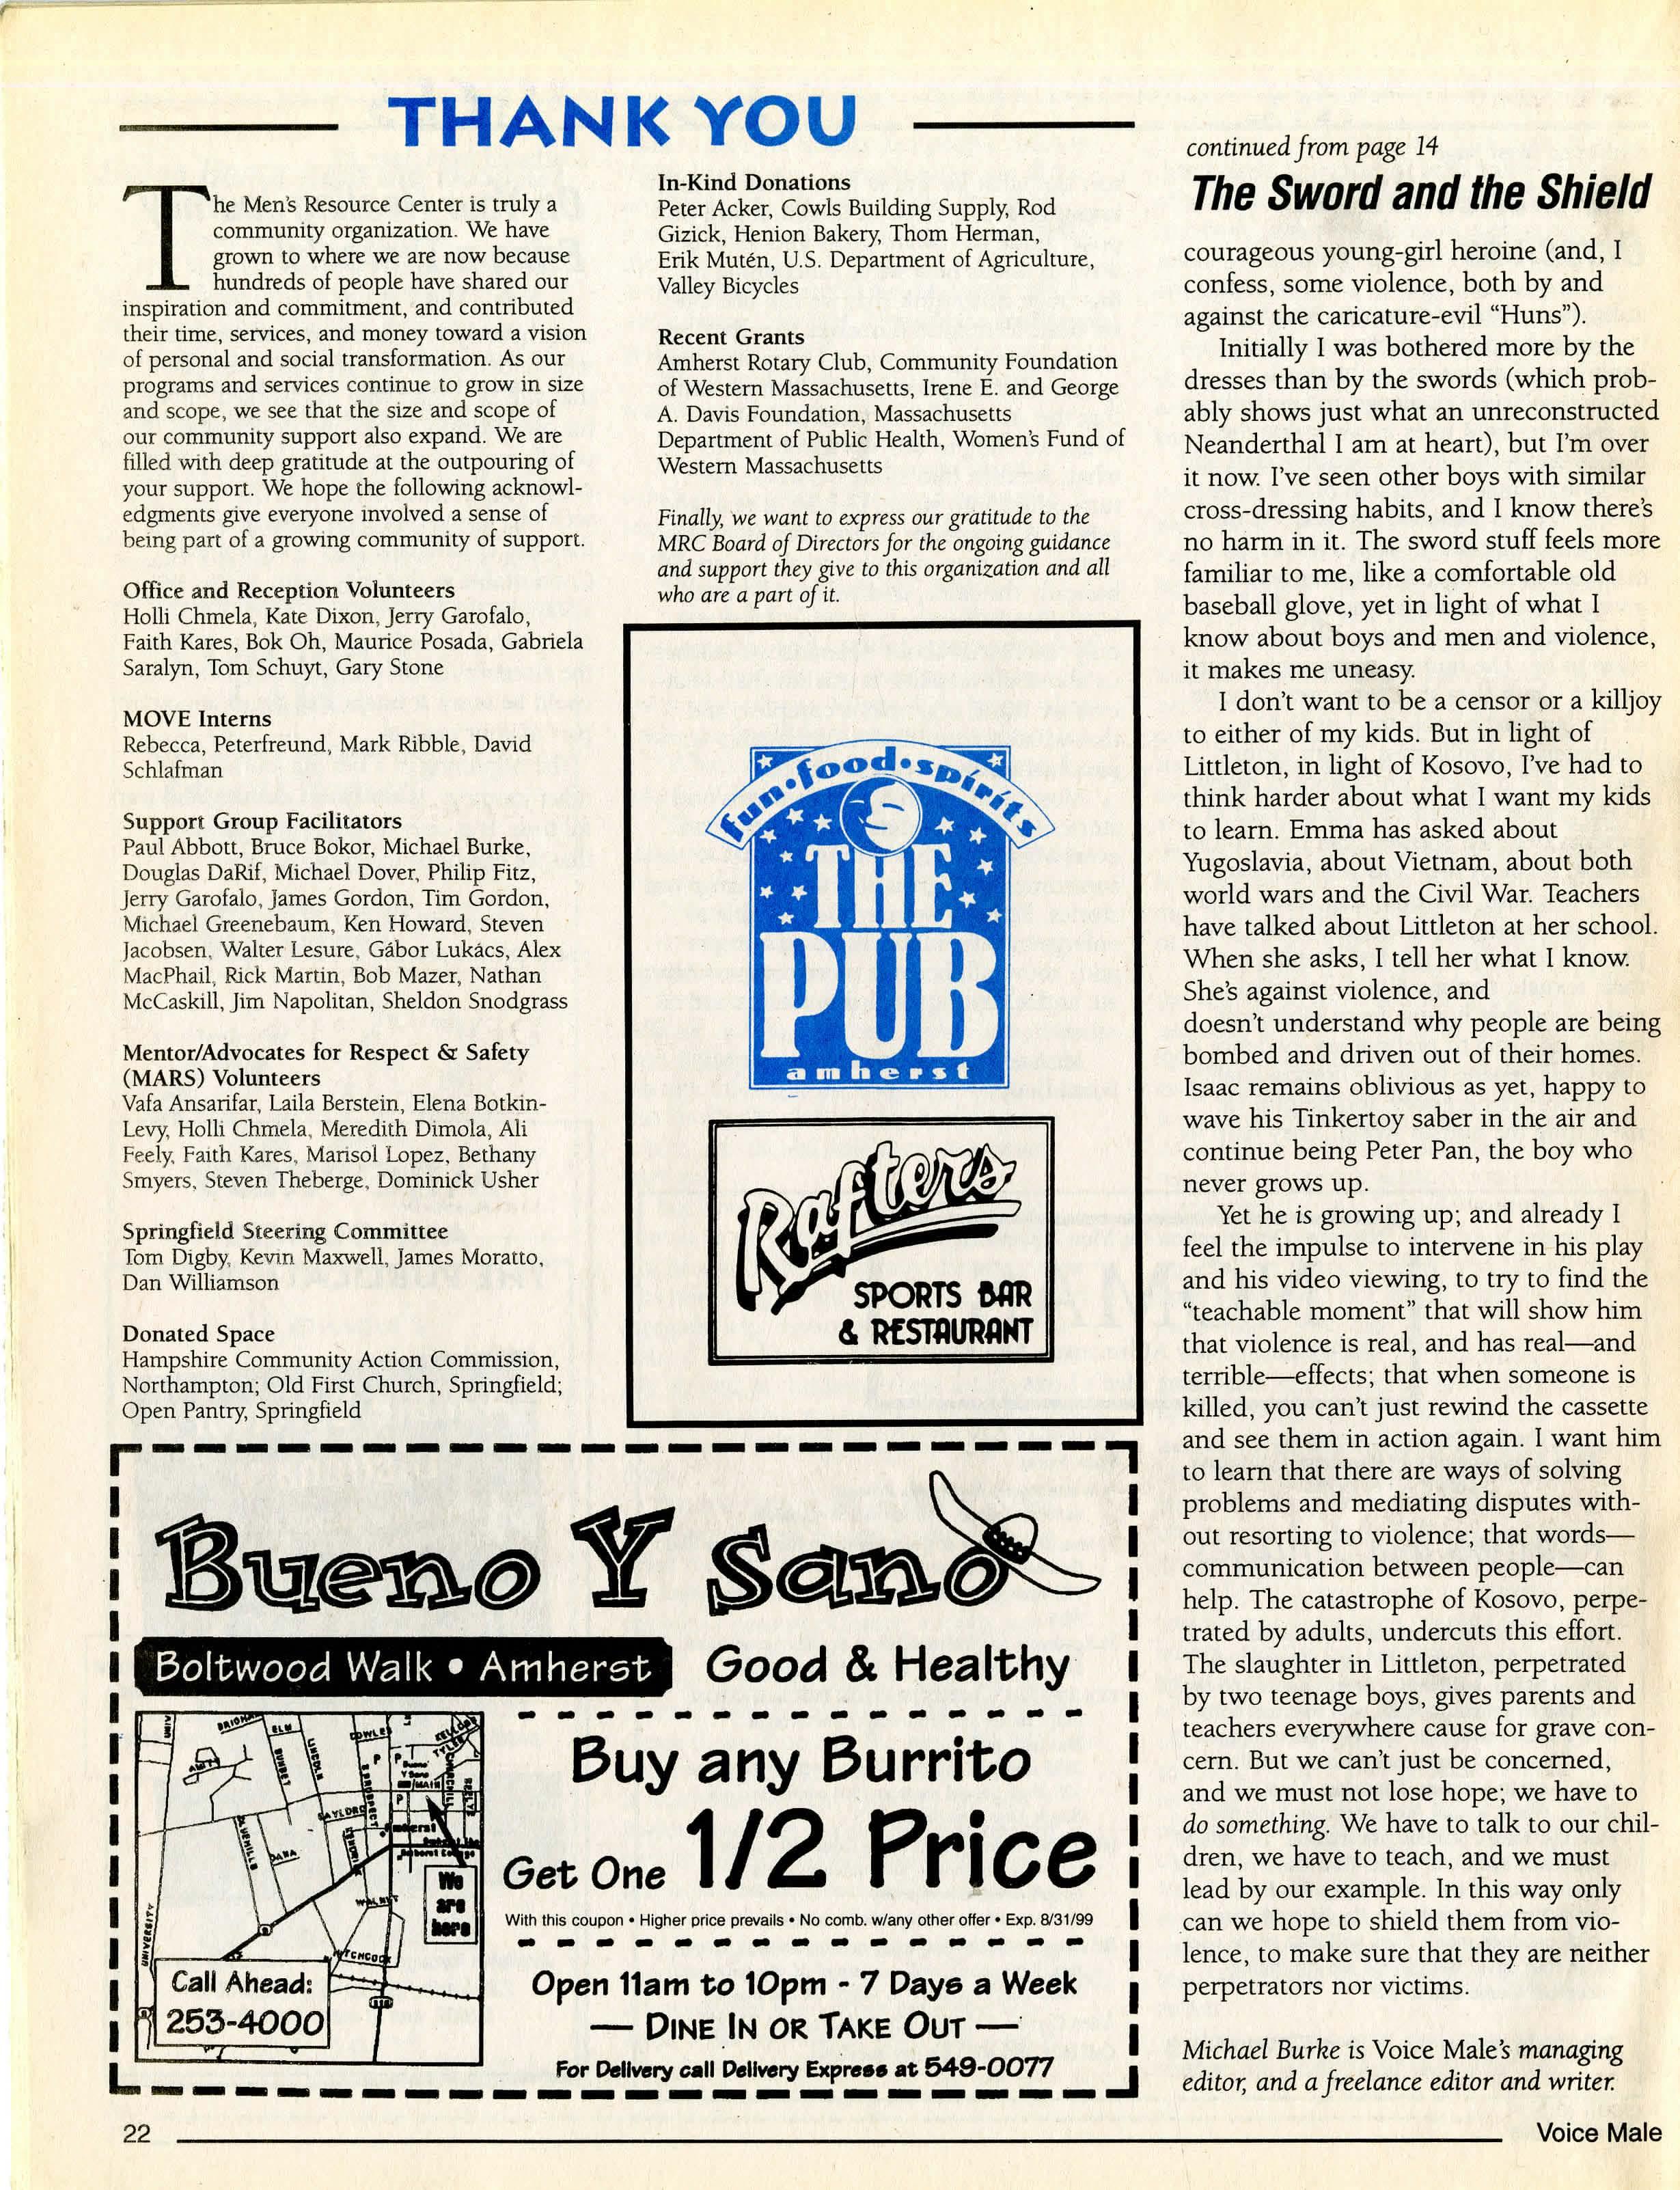 THANK YOU
The Men's Resource Center is truly a
community organization. We have
grown to where we are now because
hundreds of people have shared our
inspiration and commitment, and contributed
their time, services, and money toward a vision
of personal and social transformation. As our
programs and services continue to grow in size
and scope, we see that the size and scope of
our community support also expand. We are
filled with deep gratitude at the outpouring of
your support. We hope the following acknowl-
edgments give everyone involved a sense of
being part of a growing community of support.
Office and Reception Volunteers
Holli Chmela, Kate Dixon, Jerry Garofalo,
Faith Kares, Bok Oh, Maurice Posada, Gabriela
Saralyn, Tom Schuyt, Gary Stone
MOVE Interns
Rebecca, Peterfreund, Mark Ribble, David
Schlafman
Support Group Facilitators
Paul Abbott, Bruce Bokor, Michael Burke,
Douglas DaRif, Michael Dover, Philip Fitz,
Jerry Garofalo, James Gordon, Tim Gordon,
Michael Greenebaum, Ken Howard, Steven
Jacobsen, Walter Lesure, Gábor Lukács, Alex
MacPhail, Rick Martin, Bob Mazer, Nathan
McCaskill, Jim Napolitan, Sheldon Snodgrass
Mentor/Advocates for Respect & Safety
(MARS) Volunteers
Vafa Ansarifar, Laila Berstein, Elena Botkin-
Levy, Holli Chmela, Meredith Dimola, Ali
Feely, Faith Kares, Marisol Lopez, Bethany
Smyers, Steven Theberge, Dominick Usher
Springfield Steering Committee
Tom Digby, Kevin Maxwell, James Moratto,
Dan Williamson
Donated Space
Hampshire Community Action Commission,
Northampton; Old First Church, Springfield;
Open Pantry, Springfield
In-Kind Donations
Peter Acker, Cowls Building Supply, Rod
Gizick, Henion Bakery, Thom Herman,
Erik Mutén, U.S. Department of Agriculture,
Valley Bicycles
Recent Grants
Amherst Rotary Club, Community Foundation
of Western Massachusetts, Irene E. and George
A. Davis Foundation, Massachusetts
Department of Public Health, Women's Fund of
Western Massachusetts
Finally, we want to express our gratitude to the
MRC Board of Directors for the ongoing guidance
and support they give to this organization and all
who are a part of it.
fun•food•spirits
THE
PUB
amherst
Rafters
SPORTS BAR
& RESTAURANT
Bueno Y Sano
Boltwood Walk • Amherst
Good & Healthy
ELM
SUNSET
LINCOLN
COWLES
KELLOGG
TYLER
CHURCHILL
PROSPECT
P P
Bueno
Y Sano
MAIN
P
GAYLORD
DANA
Amherst
WALNUT
HITCHCOCK
UNIVERSITY
116
We
are
here
Call Ahead:
253-4000
Buy any Burrito
Get One 1/2 Price
With this coupon • Higher price prevails • No comb. w/any other offer • Exp. 8/31/99
Open 11am to 10pm - 7 Days a Week
— DINE IN OR TAKE OUT —
For Delivery call Delivery Express at 549-0077
continued from page 14
The Sword and the Shield
courageous young-girl heroine (and, I
confess, some violence, both by and
against the caricature-evil “Huns”).
Initially I was bothered more by the
dresses than by the swords (which prob-
ably shows just what an unreconstructed
Neanderthal I am at heart), but I'm over
it now. I've seen other boys with similar
cross-dressing habits, and I know there's
no harm in it. The sword stuff feels more
familiar to me, like a comfortable old
baseball glove, yet in light of what I
know about boys and men and violence,
it makes me uneasy.
I don't want to be a censor or a killjoy
to either of my kids. But in light of
Littleton, in light of Kosovo, I've had to
think harder about what I want my kids
to learn. Emma has asked about
Yugoslavia, about Vietnam, about both
world wars and the Civil War. Teachers
have talked about Littleton at her school.
When she asks, I tell her what I know.
She's against violence, and
doesn't understand why people are being
bombed and driven out of their homes.
Isaac remains oblivious as yet, happy to
wave his Tinkertoy saber in the air and
continue being Peter Pan, the boy who
never grows up.
Yet he is growing up; and already I
feel the impulse to intervene in his play
and his video viewing, to try to find the
“teachable moment” that will show him
that violence is real, and has real—and
terrible—effects; that when someone is
killed, you can't just rewind the cassette
and see them in action again. I want him
to learn that there are ways of solving
problems and mediating disputes with-
out resorting to violence; that words—
communication between people—can
help. The catastrophe of Kosovo, perpe-
trated by adults, undercuts this effort.
The slaughter in Littleton, perpetrated
by two teenage boys, gives parents and
teachers everywhere cause for grave con-
cern. But we can't just be concerned,
and we must not lose hope; we have to
do something. We have to talk to our chil-
dren, we have to teach, and we must
lead by our example. In this way only
can we hope to shield them from vio-
lence, to make sure that they are neither
perpetrators nor victims.
Michael Burke is Voice Male's managing
editor, and a freelance editor and writer.
22
Voice Male